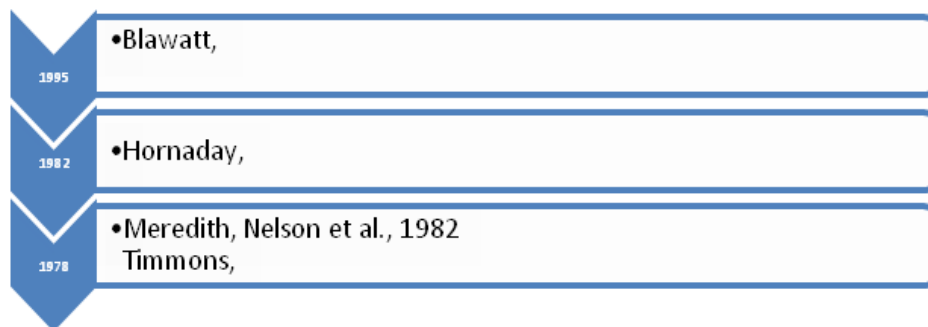 •Blawatt,
1995
•Hornaday,
1982
•Meredith, Nelson et al., 1982
Timmons,
1978